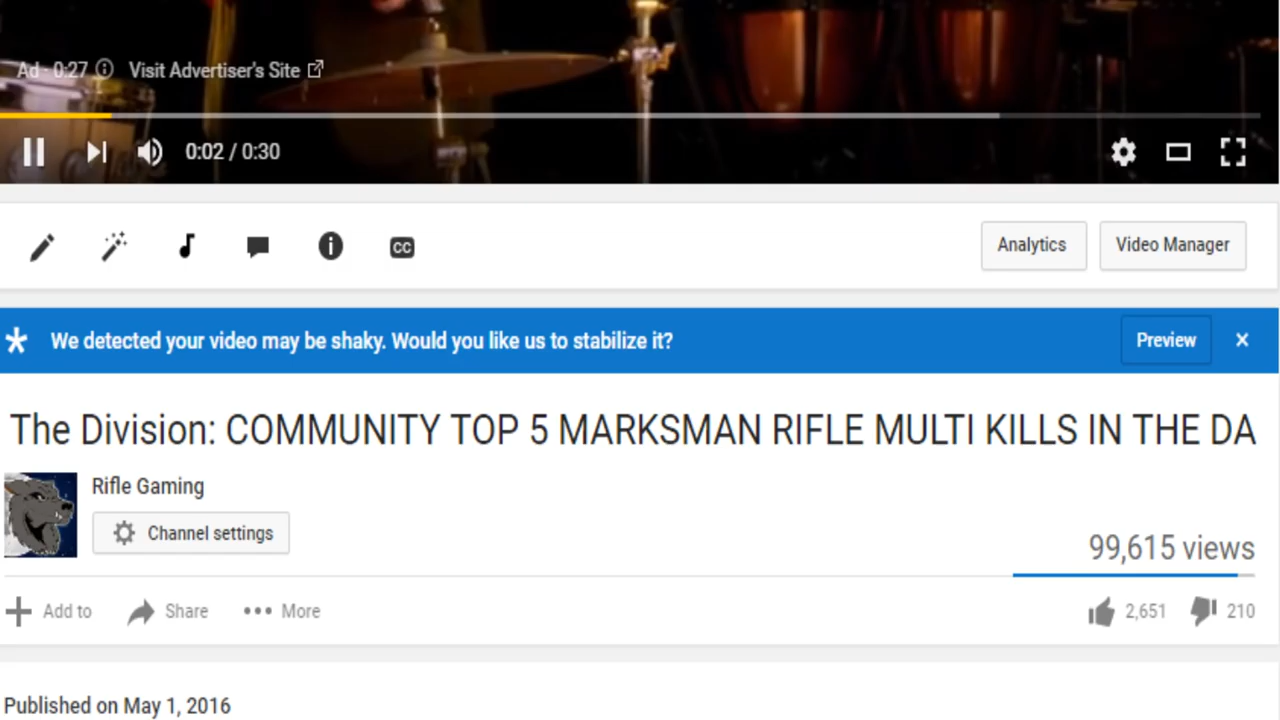 Ad · 0:27 Visit Advertiser's Site
0:02 / 0:30
CC
Analytics
Video Manager
We detected your video may be shaky. Would you like us to stabilize it?
Preview
The Division: COMMUNITY TOP 5 MARKSMAN RIFLE MULTI KILLS IN THE DA
Rifle Gaming
Channel settings
99,615 views
Add to
Share
More
2,651
210
Published on May 1, 2016